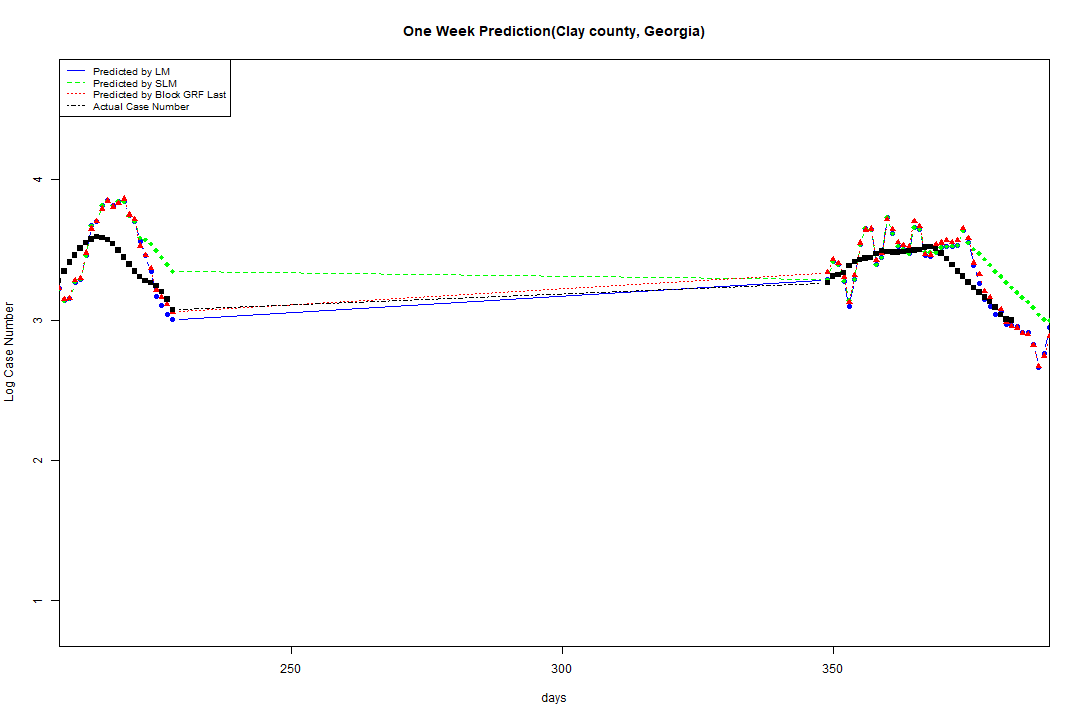 One Week Prediction(Clay county, Georgia)
Predicted by LM
Predicted by SLM
Predicted by Block GRF Last
Actual Case Number
Log Case Number
4
3
2
1
250 300 350
days